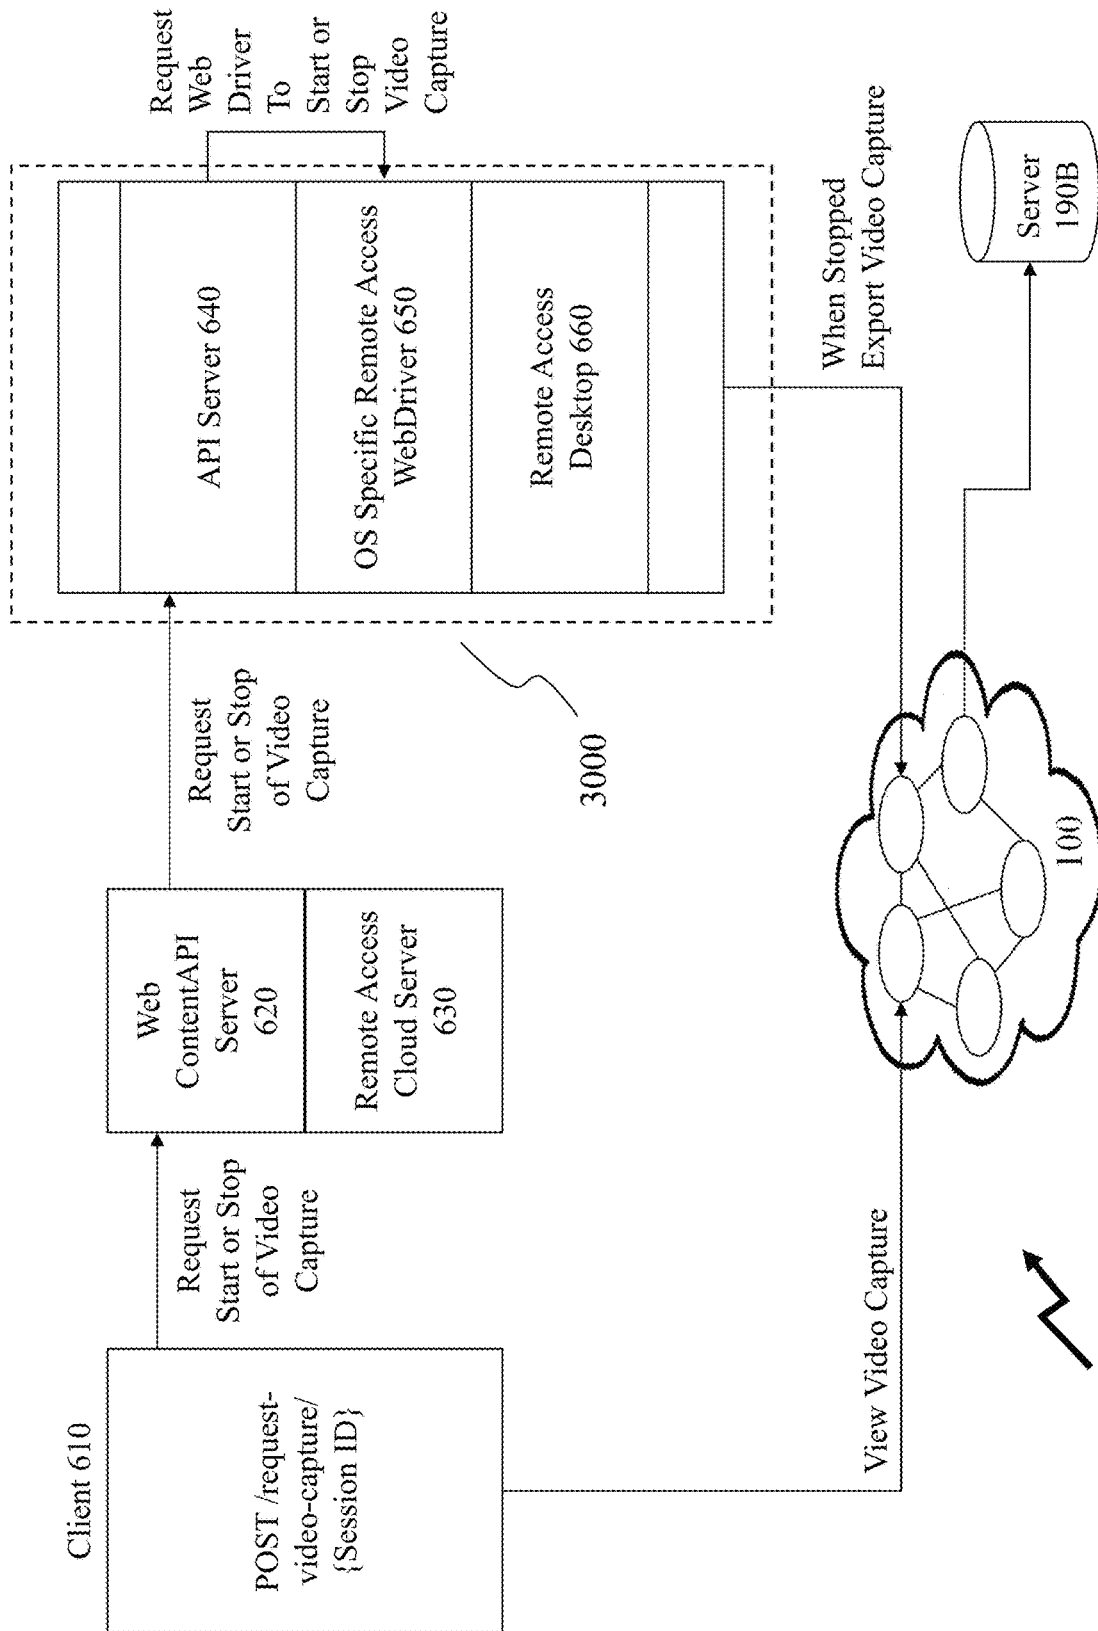 Client 610
POST /request-
video-capture/
{Session ID}
Request
Start or Stop
of Video
Capture
Web
ContentAPI
Server
620
Remote Access
Cloud Server
630
Request
Start or Stop
of Video
Capture
3000
API Server 640
OS Specific Remote Access
WebDriver 650
Remote Access
Desktop 660
Request
Web
Driver
To
Start or
Stop
Video
Capture
View Video Capture
100
When Stopped
Export Video Capture
Server
190B